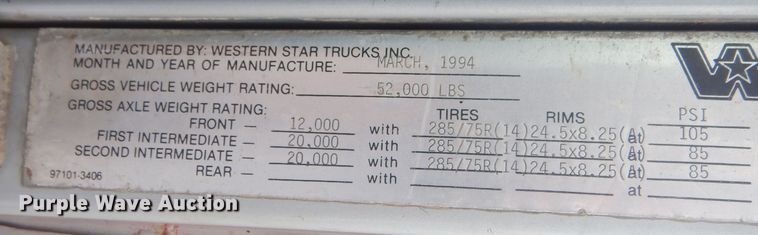 MANUFACTURED BY: WESTERN STAR TRUCKS INC.
MONTH AND YEAR OF MANUFACTURE: MARCH, 1994
GROSS VEHICLE WEIGHT RATING: 52,000 LBS
GROSS AXLE WEIGHT RATING: TIRES RIMS PSI
FRONT — 12,000 with 285/75R(14)24.5x8.25(A) at 105
FIRST INTERMEDIATE — 20,000 with 285/75R(14)24.5x8.25(A) at 85
SECOND INTERMEDIATE — 20,000 with 285/75R(14)24.5x8.25(A) at 85
REAR — with at
97101-3406
Purple Wave Auction